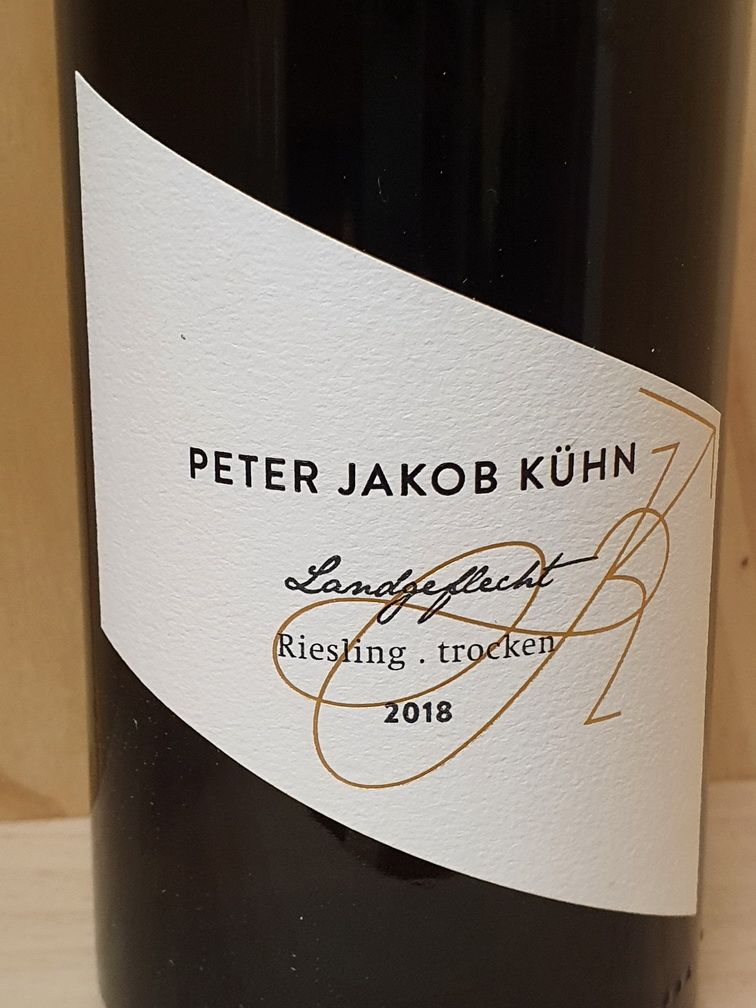 PETER JAKOB KÜHN
Landgeflecht
Riesling . trocken
2018